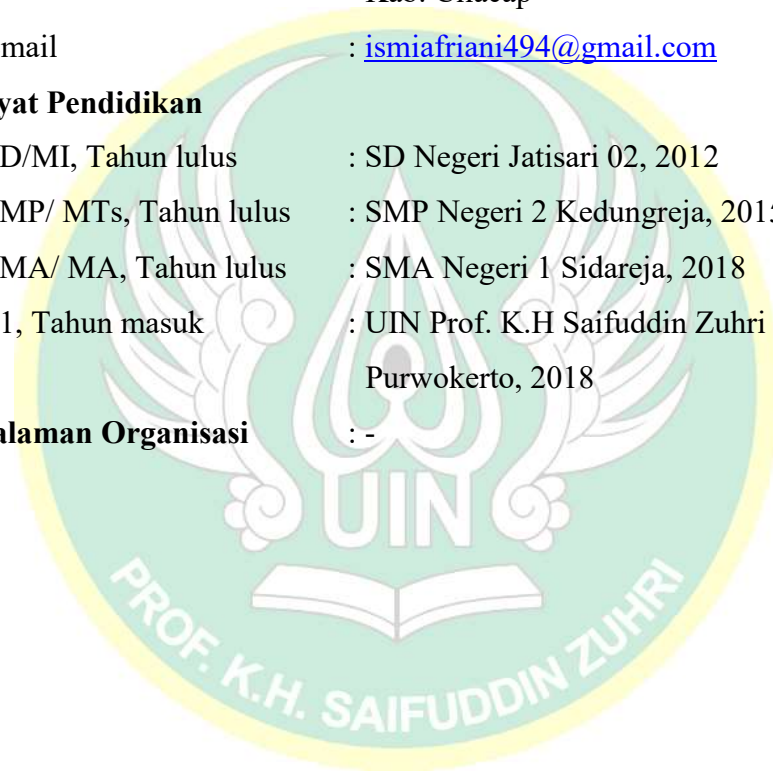 Kab. Cilacap
mail : ismiafriani494@gmail.com
yat Pendidikan
D/MI, Tahun lulus : SD Negeri Jatisari 02, 2012
MP/ MTs, Tahun lulus : SMP Negeri 2 Kedungreja, 2015
MA/ MA, Tahun lulus : SMA Negeri 1 Sidareja, 2018
1, Tahun masuk : UIN Prof. K.H Saifuddin Zuhri
Purwokerto, 2018
alaman Organisasi : -
UIN
PROF. K.H. SAIFUDDIN ZUHRI